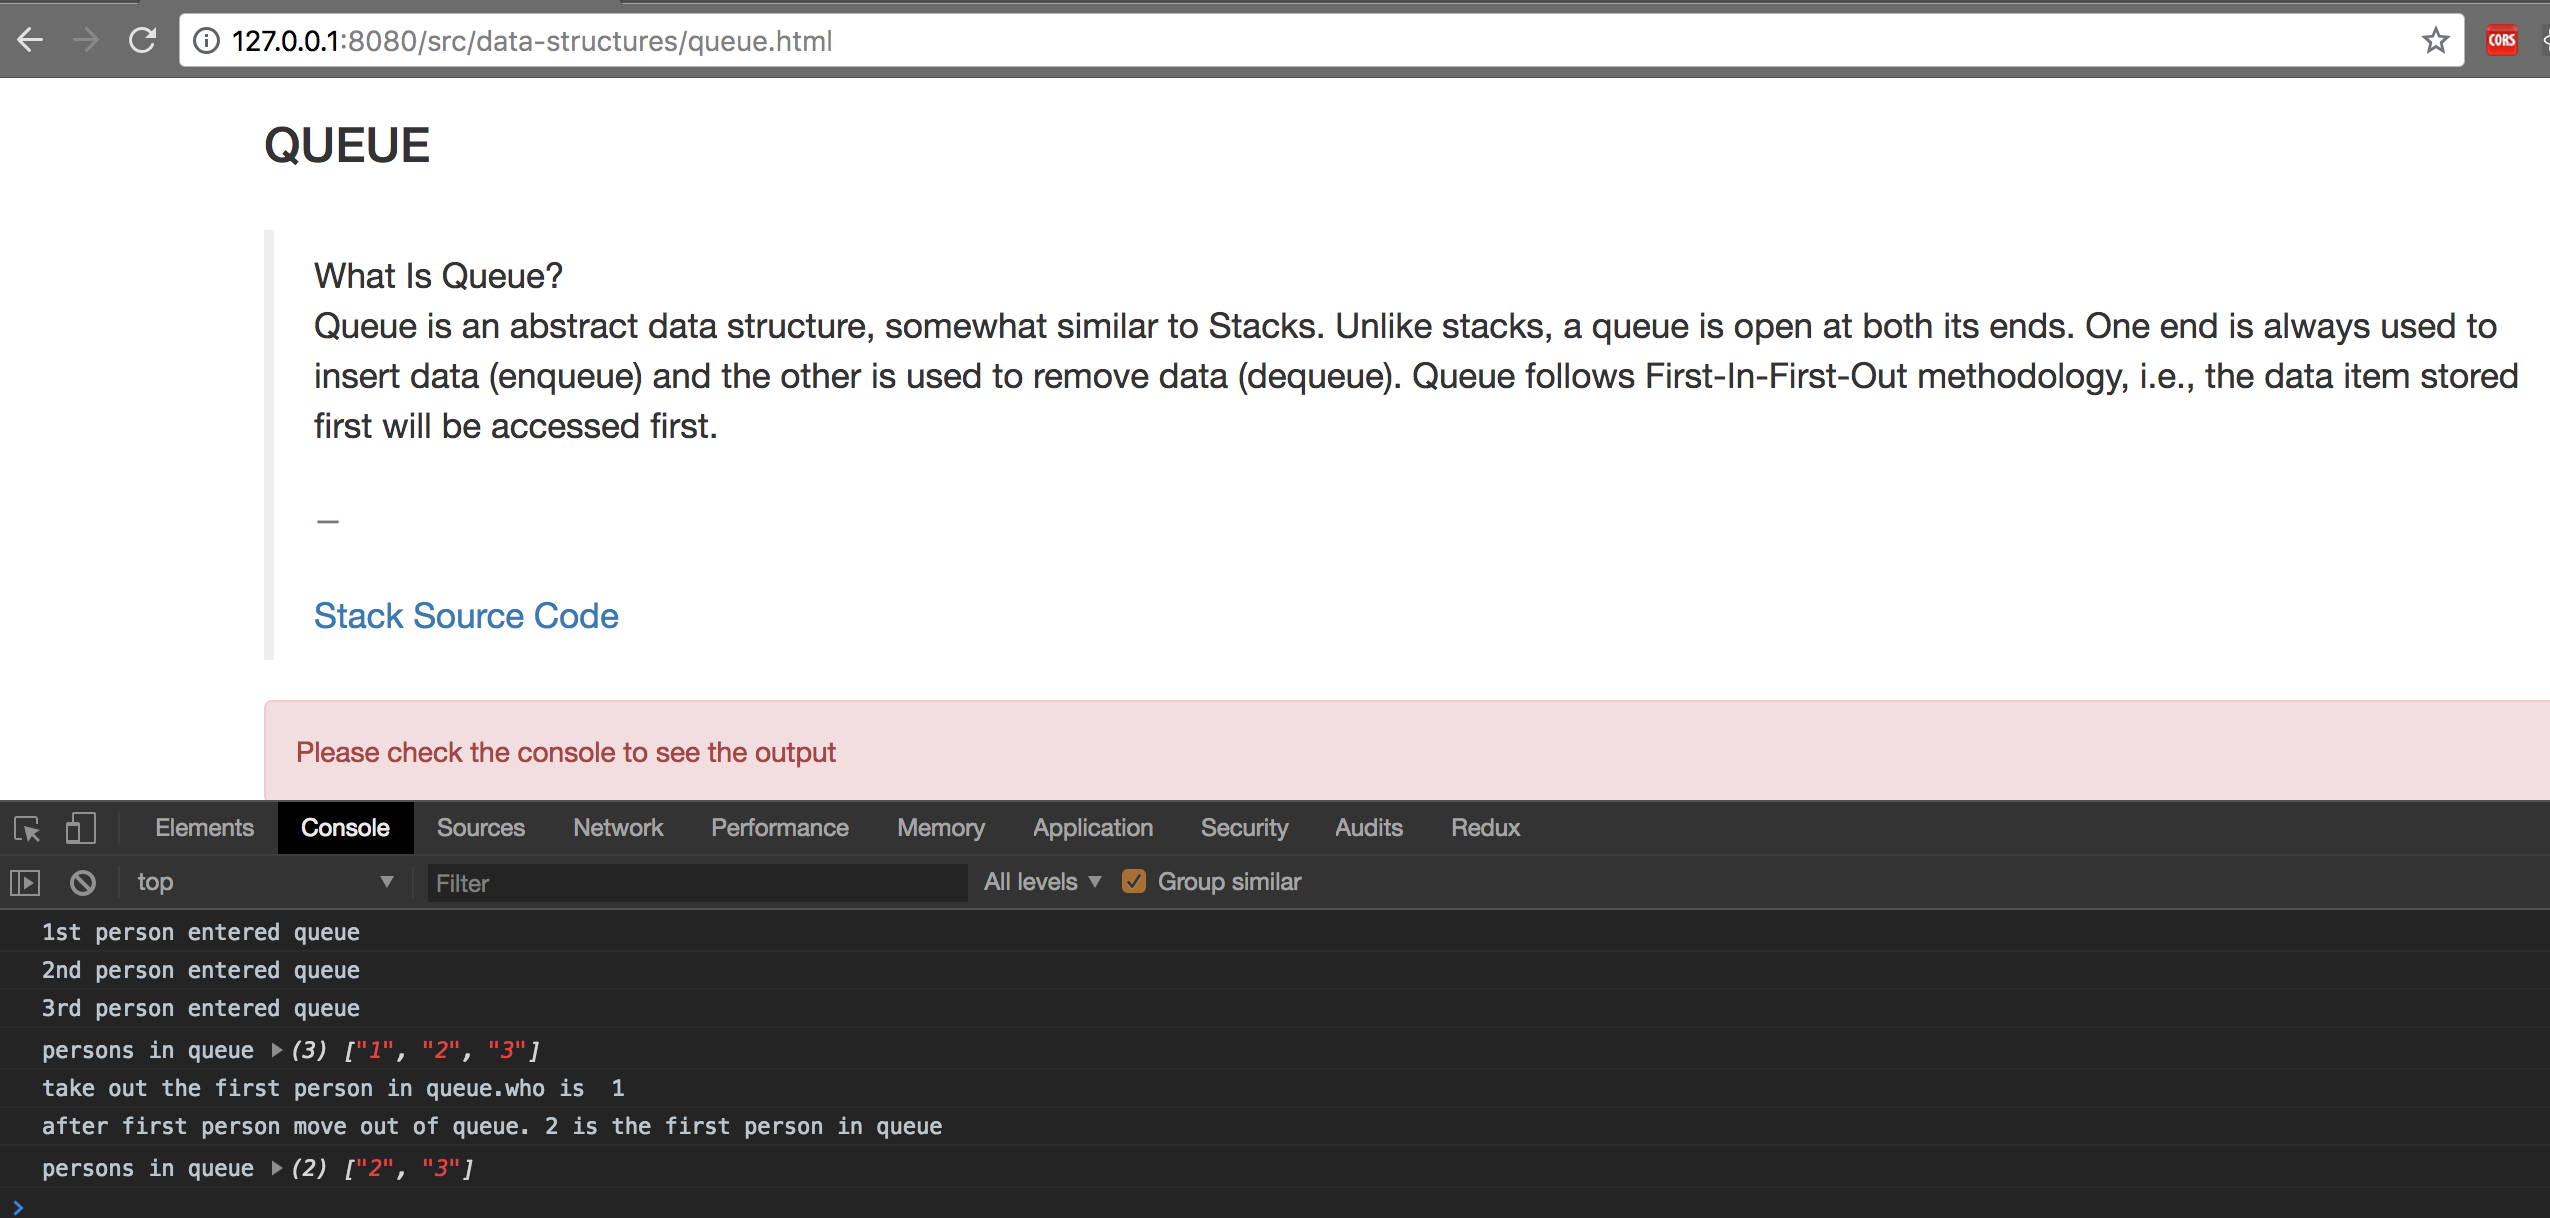 127.0.0.1:8080/src/data-structures/queue.html
CORS
QUEUE
What Is Queue?
Queue is an abstract data structure, somewhat similar to Stacks. Unlike stacks, a queue is open at both its ends. One end is always used to
insert data (enqueue) and the other is used to remove data (dequeue). Queue follows First-In-First-Out methodology, i.e., the data item stored
first will be accessed first.
—
Stack Source Code
Please check the console to see the output
Elements Console Sources Network Performance Memory Application Security Audits Redux
top Filter All levels Group similar
1st person entered queue
2nd person entered queue
3rd person entered queue
persons in queue (3) ["1", "2", "3"]
take out the first person in queue.who is  1
after first person move out of queue. 2 is the first person in queue
persons in queue (2) ["2", "3"]